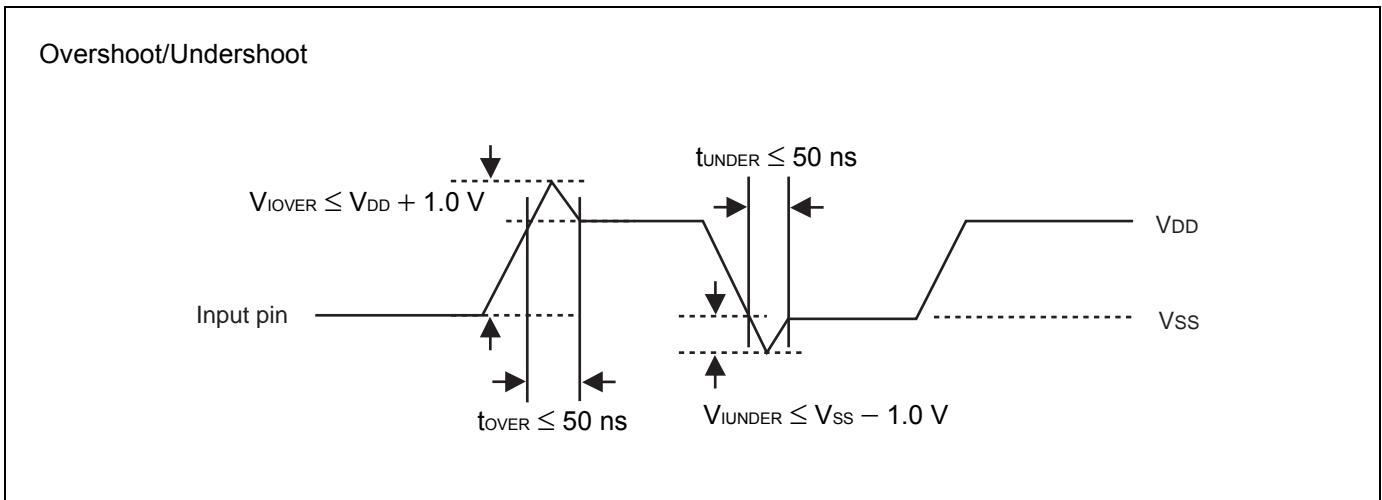 Overshoot/Undershoot
tUNDER ≤ 50 ns
VIOVER ≤ VDD + 1.0 V
VDD
Input pin
VSS
tOVER ≤ 50 ns
VIUNDER ≤ VSS − 1.0 V